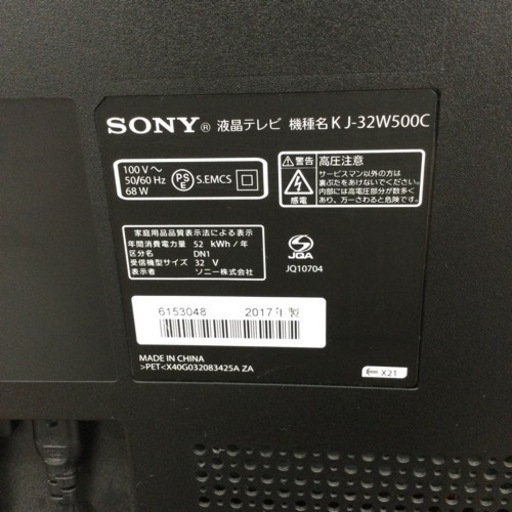 SONY® 液晶テレビ 機種名 KJ-32W500C
100 V～
50/60 Hz
68 W
PS
E
S.EMCS
警告
感電
高圧注意
サービスマン以外の方は
裏ぶたをあけないでください。
内部には高電圧部分が数多く
あり、万一さわると危険です。
家庭用品品質表示法による表示
年間消費電力量 52 kWh/年
区分名 DN1
受信機型サイズ 32 V
表示者 ソニー株式会社
JQA
JQ10704
6153048 2017年 製
MADE IN CHINA
>PET< X40G032083425A ZA
X21